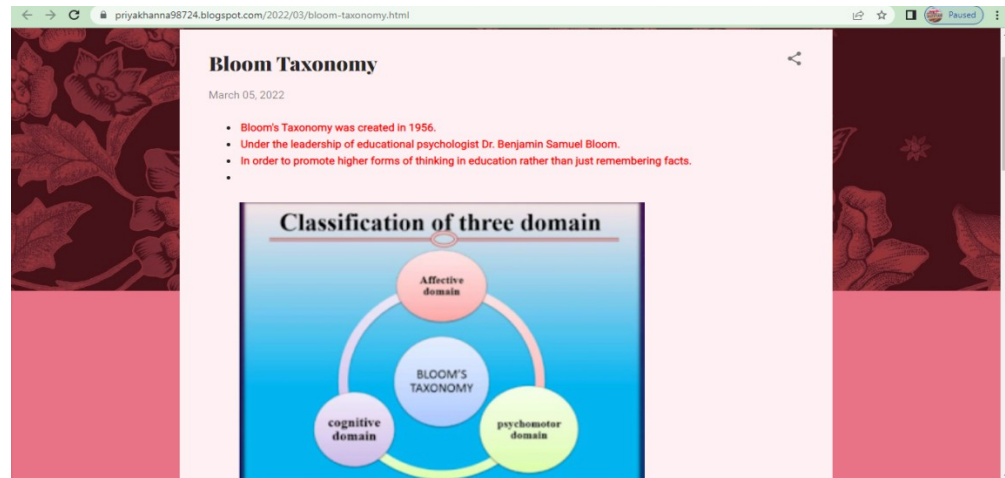 priyakhanna98724.blogspot.com/2022/03/bloom-taxonomy.html
Paused
Bloom Taxonomy
March 05, 2022
Bloom's Taxonomy was created in 1956.
Under the leadership of educational psychologist Dr. Benjamin Samuel Bloom.
In order to promote higher forms of thinking in education rather than just remembering facts.
Classification of three domain
Affective
domain
BLOOM'S
TAXONOMY
cognitive
domain
psychomotor
domain